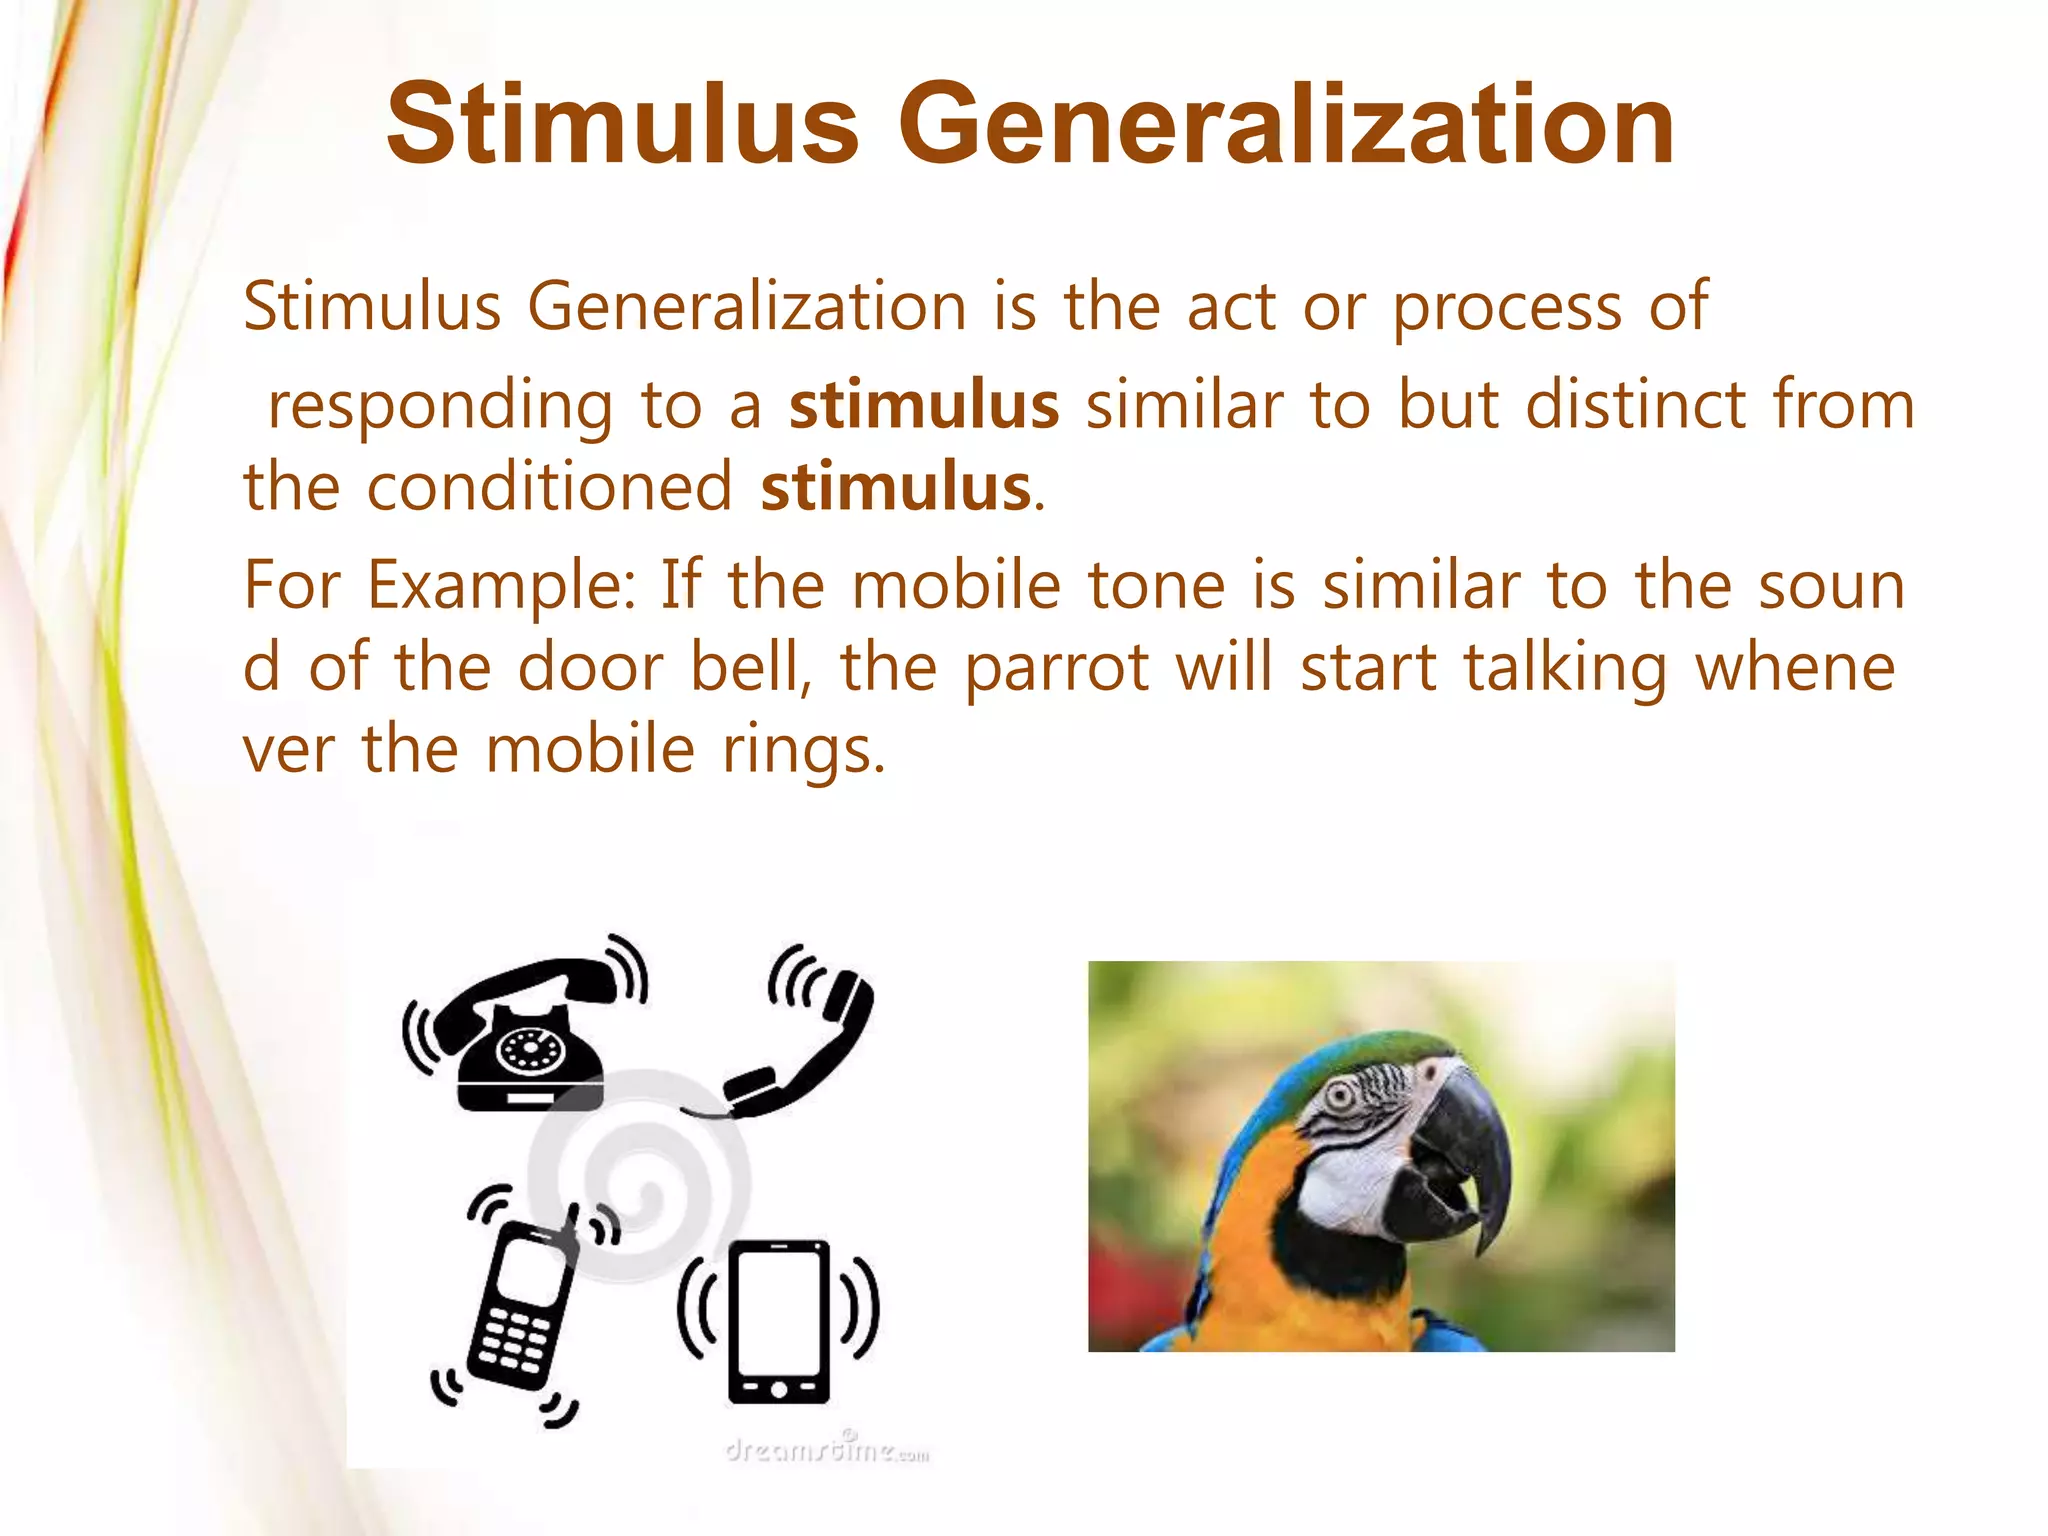 Stimulus Generalization
Stimulus Generalization is the act or process of
responding to a stimulus similar to but distinct from
the conditioned stimulus.
For Example: If the mobile tone is similar to the soun
d of the door bell, the parrot will start talking whene
ver the mobile rings.
dreamstime.com